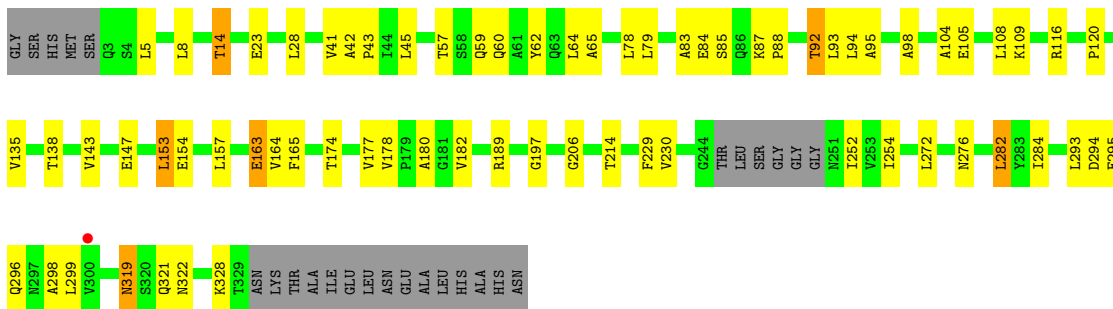 GLY SER HIS MET SER Q3 S4 L5 L8 T14 E23 L28 V41 A42 P43 I44 L45 T57 S58 Q59 Q60 A61 Y62 Q63 L64 A65 L78 L79 A83 E84 S85 Q86 K87 P88 T92 L93 L94 A95 A98 A104 E105 L108 K109 R116 P120
V135 T138 V143 E147 L153 E154 L157 E163 V164 F165 T174 V177 V178 P179 A180 G181 V182 R189 G197 G206 T214 F229 V230 G244 THR LEU SER GLY GLY GLY N251 I252 V253 I254 L272 N276 L282 Y283 I284 L293 D294 E295
Q296 N297 A298 L299 V300 N319 S320 Q321 N322 K328 T329 ASN LYS THR ALA ILE GLU LEU ASN GLU ALA LEU HIS ALA HIS ASN